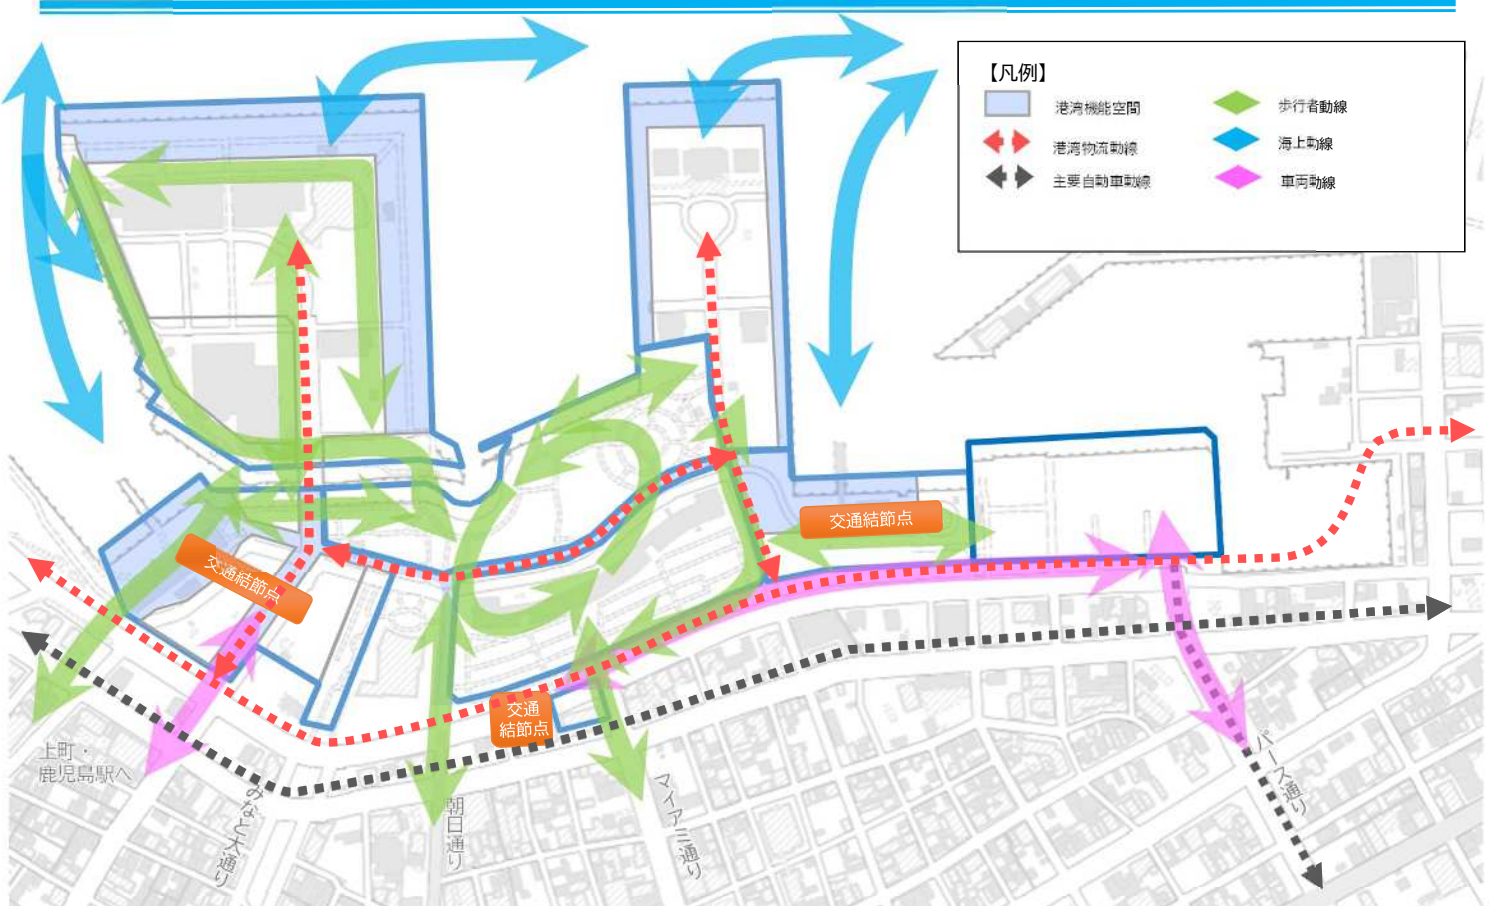 【凡例】
港湾機能空間
歩行者動線
港湾物流動線
海上動線
主要自動車動線
車両動線
交通結節点
交通結節点
交通
結節点
上町・
鹿児島駅へ
みなと大通り
朝日通り
マイアミ通り
パース通り